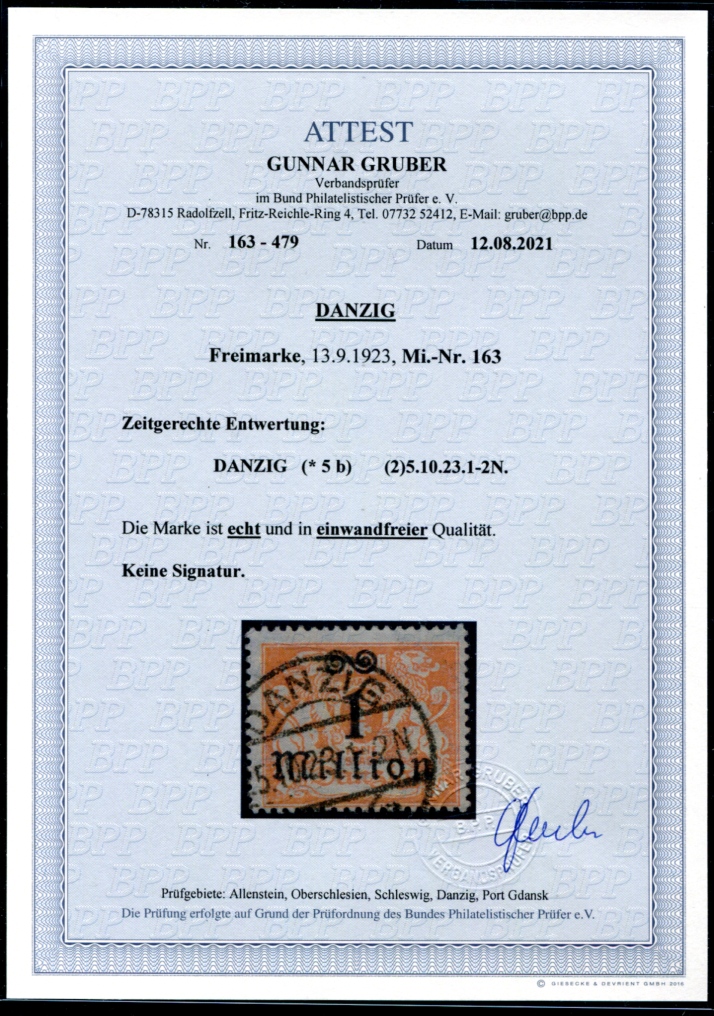 ATTEST
GUNNAR GRUBER
Verbandsprüfer
im Bund Philatelistischer Prüfer e. V.
D-78315 Radolfzell, Fritz-Reichle-Ring 4, Tel. 07732 52412, E-Mail: gruber@bpp.de
Nr. 163 - 479 Datum 12.08.2021
DANZIG
Freimarke, 13.9.1923, Mi.-Nr. 163
Zeitgerechte Entwertung:
DANZIG (* 5 b) (2)5.10.23.1-2N.
Die Marke ist echt und in einwandfreier Qualität.
Keine Signatur.
DANZIG
1
Million
GRUBER
VERBANDSPRÜFER
Prüfgebiete: Allenstein, Oberschlesien, Schleswig, Danzig, Port Gdansk
Die Prüfung erfolgte auf Grund der Prüfordnung des Bundes Philatelistischer Prüfer e.V.
© GIESECKE & DEVRIENT GMBH 2016